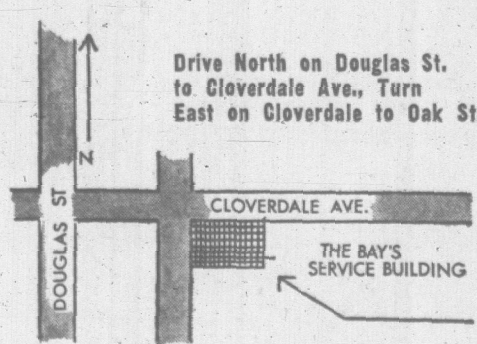 Drive North on Douglas St.
to Cloverdale Ave., Turn
East on Cloverdale to Oak St
N
DOUGLAS ST
CLOVERDALE AVE.
THE BAY'S
SERVICE BUILDING